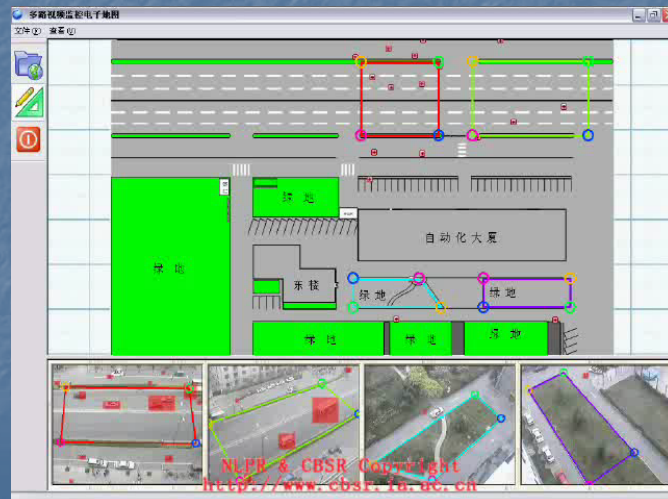 多路视频监控电子地图
文件(F) 查看(V)
绿 地
自动化大厦
绿 地
东楼
绿地
绿地
绿 地
绿 地
绿 地
NLPR & CBSR Copyright
http://www.cbsr.ia.ac.cn